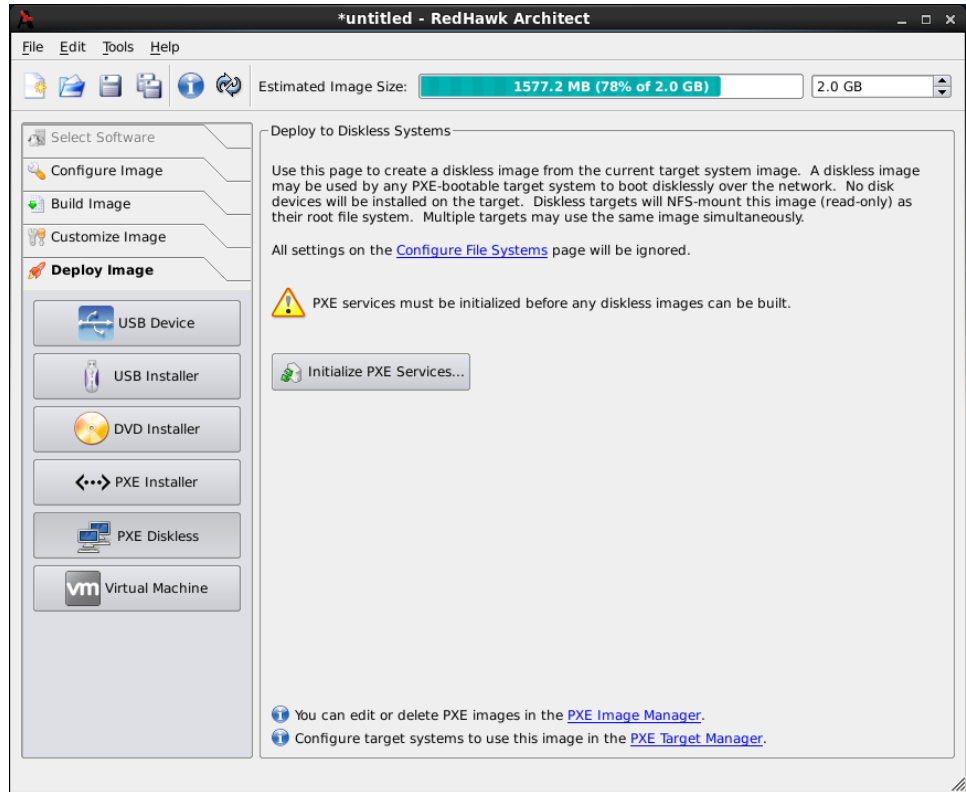 *untitled - RedHawk Architect
File Edit Tools Help
Estimated Image Size: 1577.2 MB (78% of 2.0 GB) 2.0 GB
Select Software
Configure Image
Build Image
Customize Image
Deploy Image
USB Device
USB Installer
DVD Installer
PXE Installer
PXE Diskless
vm Virtual Machine
Deploy to Diskless Systems
Use this page to create a diskless image from the current target system image. A diskless image
may be used by any PXE-bootable target system to boot disklessly over the network. No disk
devices will be installed on the target. Diskless targets will NFS-mount this image (read-only) as
their root file system. Multiple targets may use the same image simultaneously.
All settings on the Configure File Systems page will be ignored.
PXE services must be initialized before any diskless images can be built.
Initialize PXE Services...
You can edit or delete PXE images in the PXE Image Manager.
Configure target systems to use this image in the PXE Target Manager.